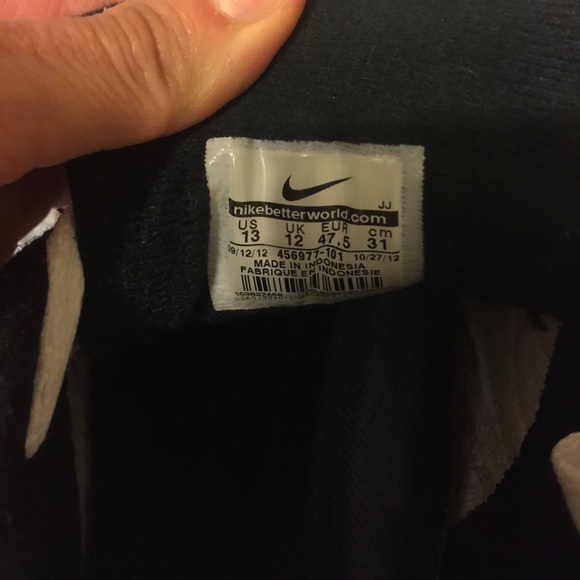 JJ
nikebetterworld.com
US UK EUR cm
13 12 47.5 31
09/12/12 456977-101 10/27/12
MADE IN INDONESIA
FABRIQUE EN INDONESIE